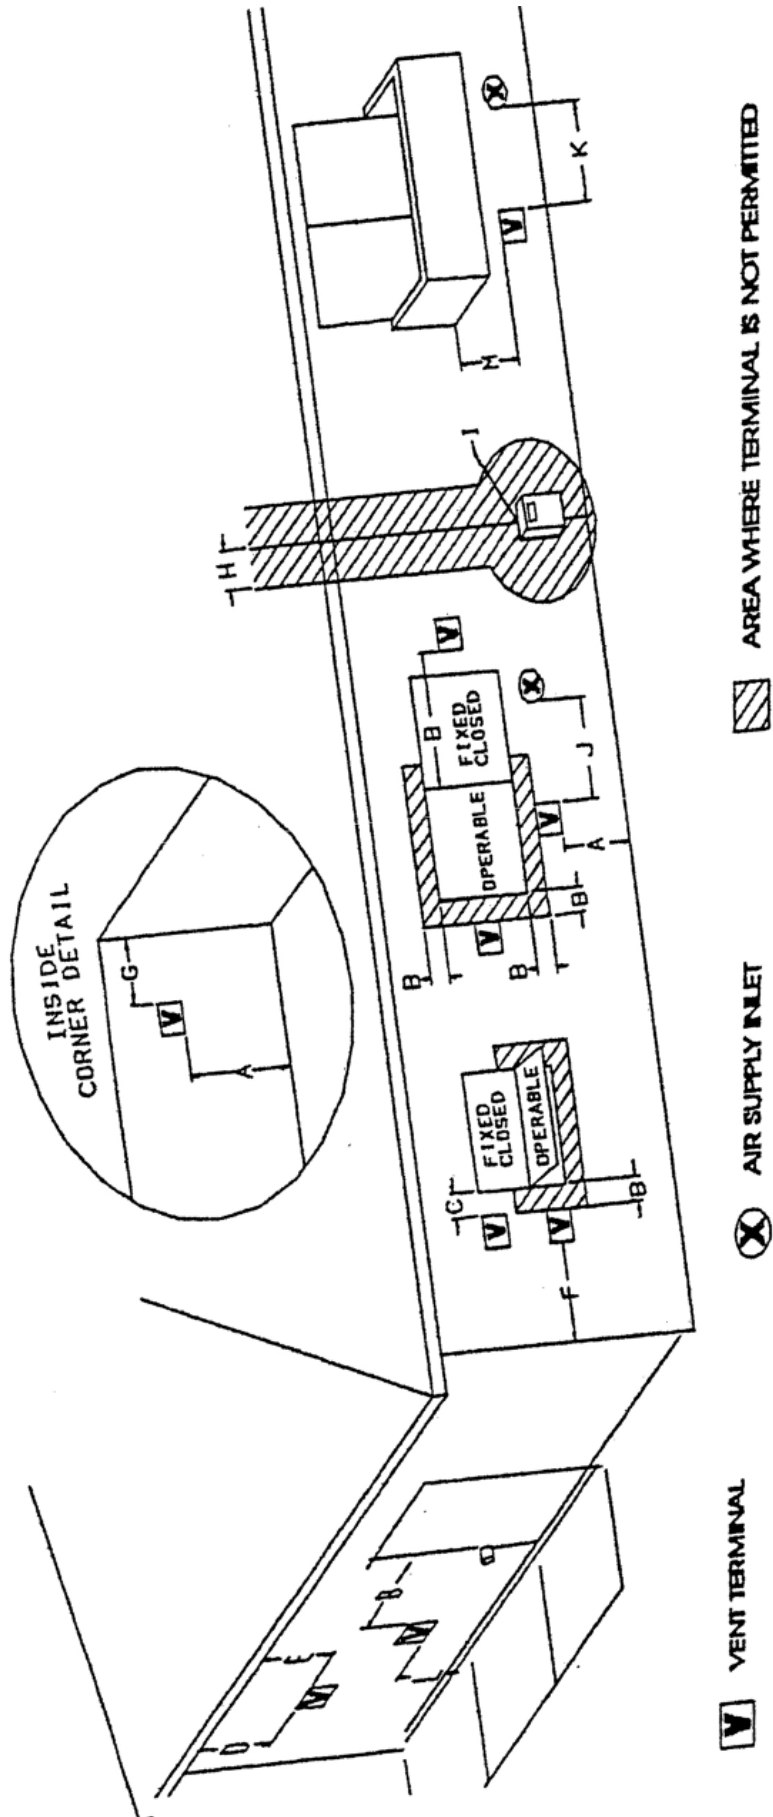 INSIDE
CORNER DETAIL
G
V
A
D
E
V
B
V
L
C
V
FIXED
CLOSED
OPERABLE
V
F
B
B
B
V
OPERABLE
FIXED
CLOSED
B
V
V
X
J
A
B
H
I
M
V
X
K
V VENT TERMINAL
X AIR SUPPLY INLET
AREA WHERE TERMINAL IS NOT PERMITTED